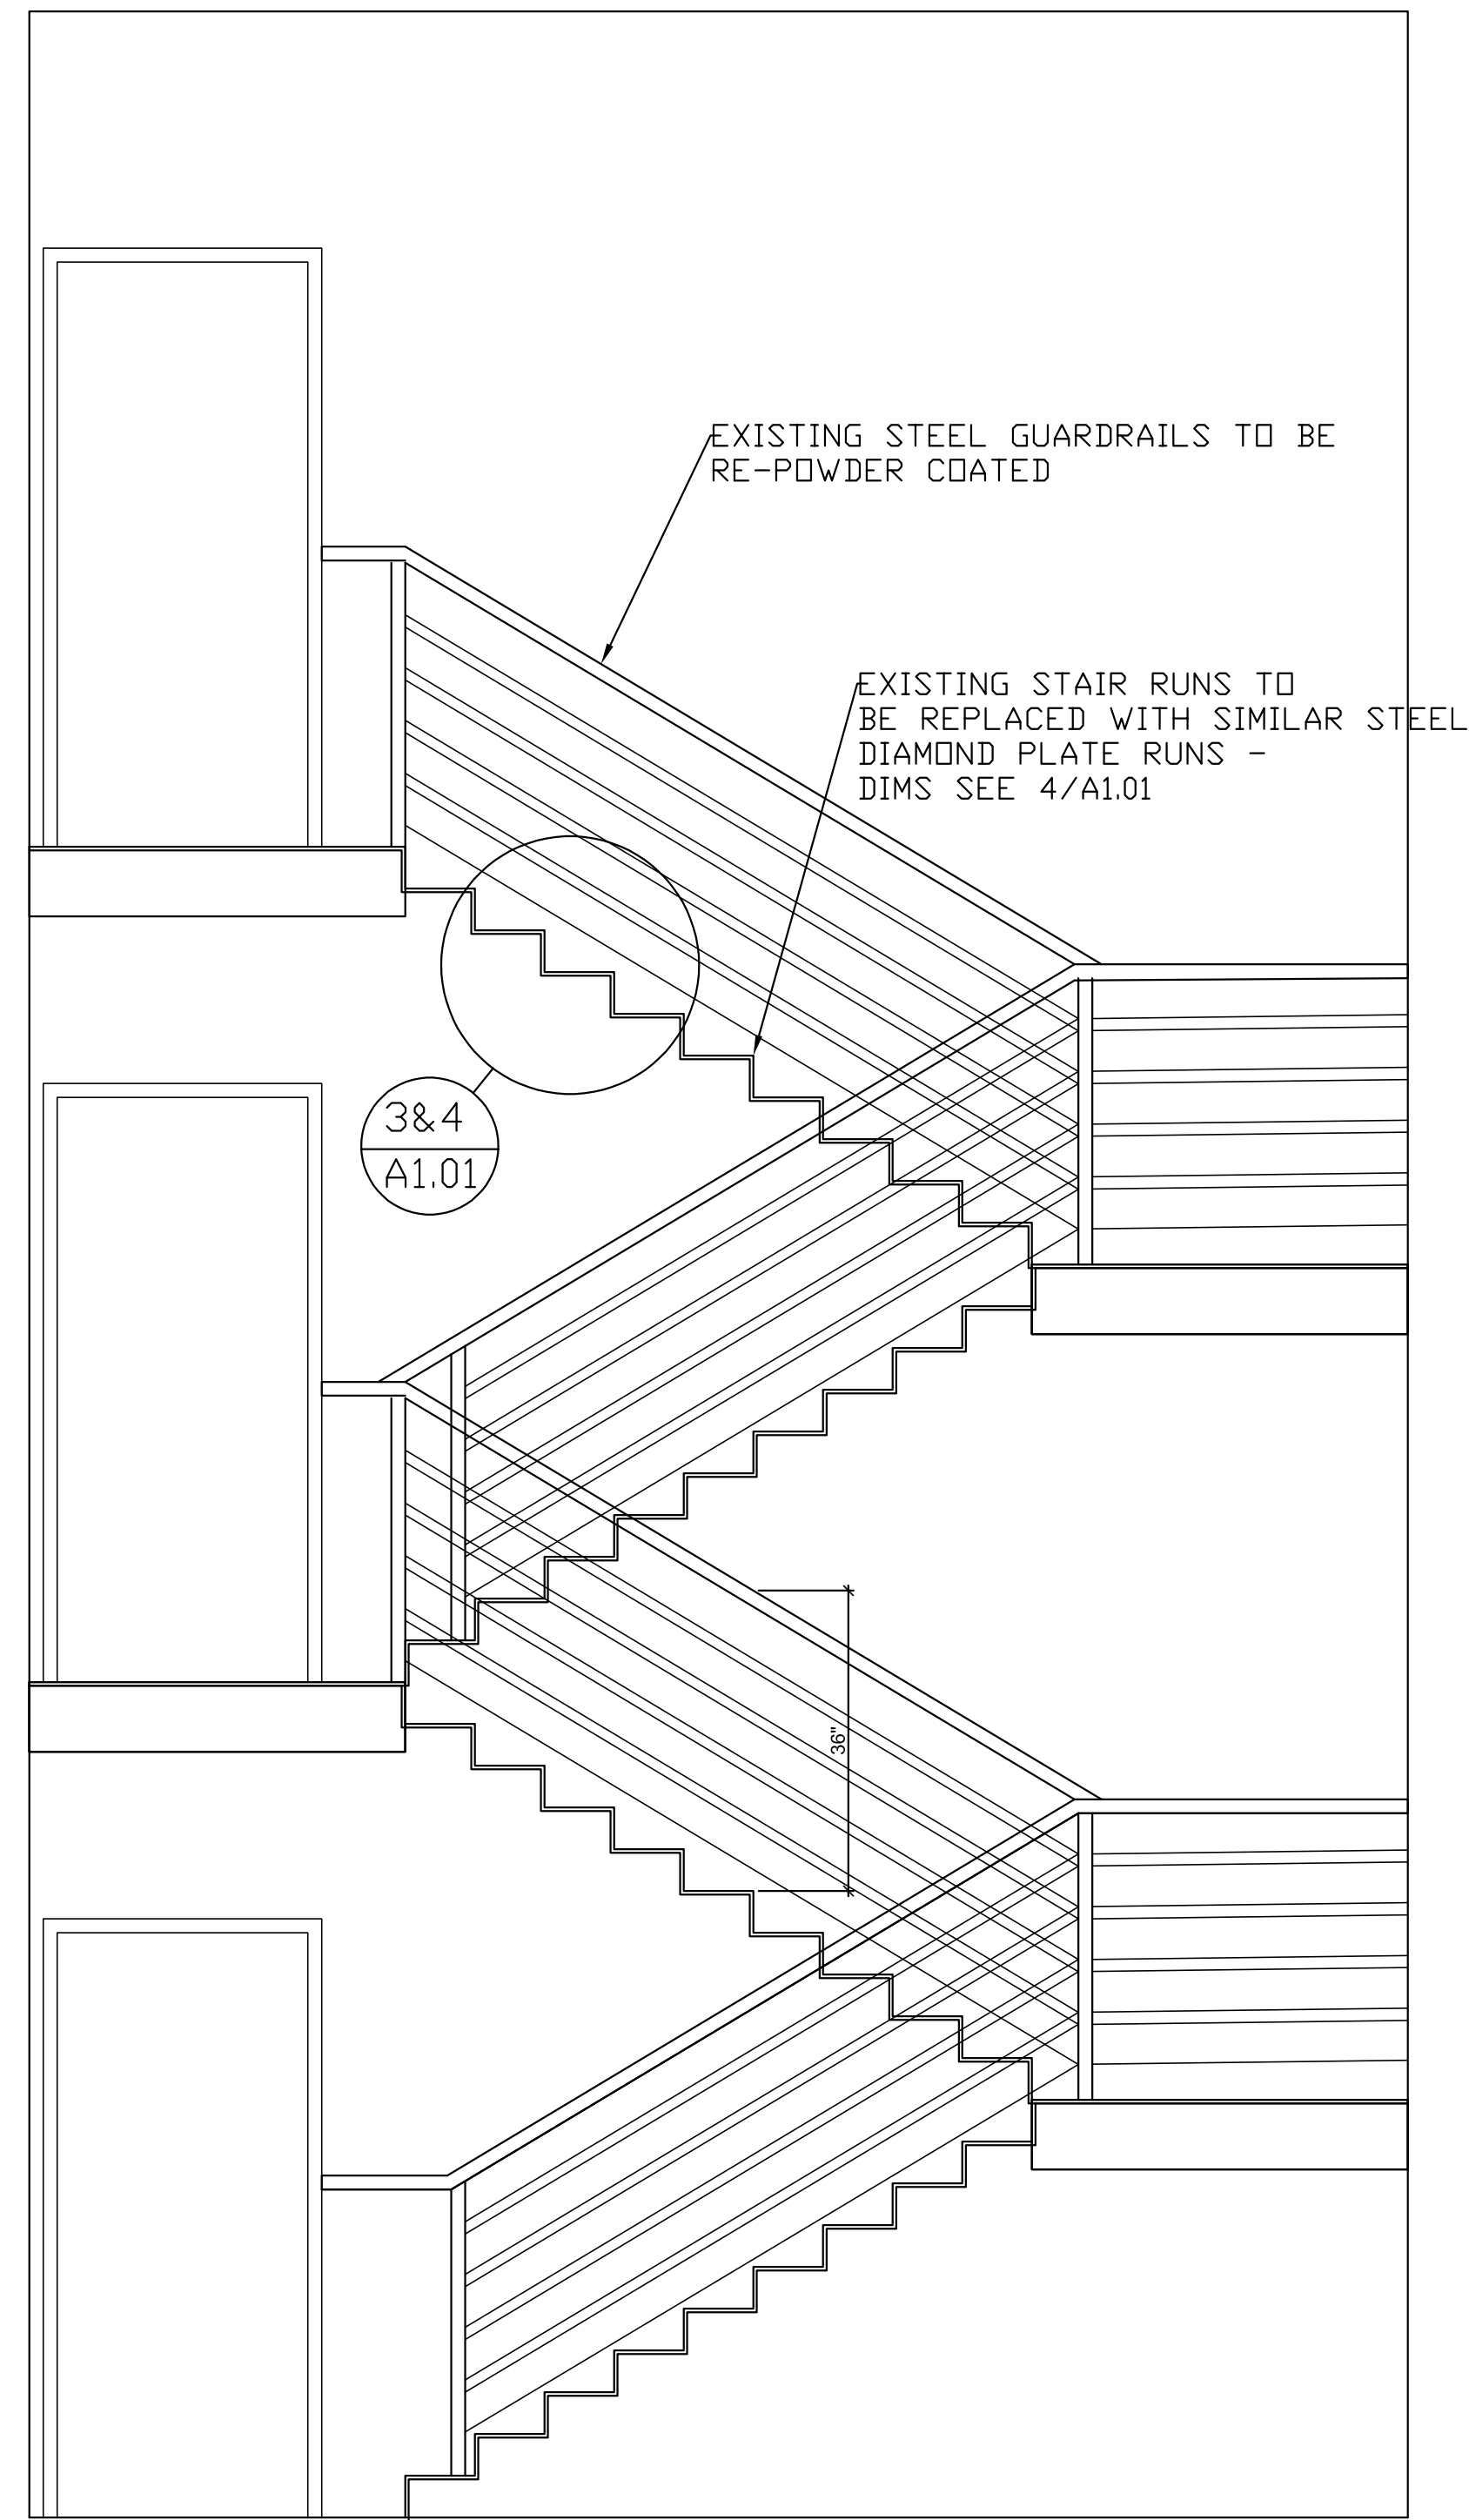 EXISTING STEEL GUARDRAILS TO BE
RE-POWDER COATED
EXISTING STAIR RUNS TO
BE REPLACED WITH SIMILAR STEEL
DIAMOND PLATE RUNS -
DIMS SEE 4/A1.01
3&4
A1.01
36"